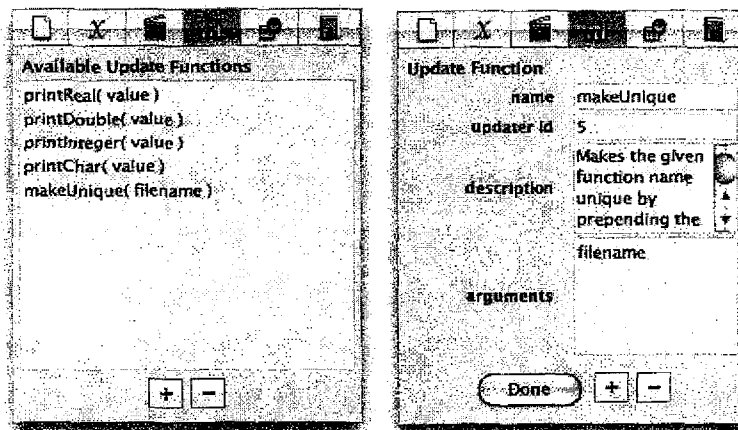 Available Update Functions
printReal( value )
printDouble( value )
printInteger( value )
printChar( value )
makeUnique( filename )
+ −
Update Function
name makeUnique
updater id 5
description Makes the given
function name
unique by
prepending the
arguments filename
Done + −